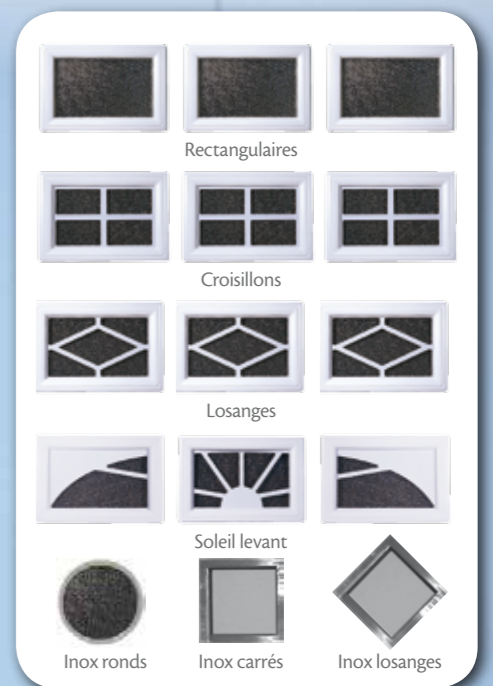 Rectangulaires
Croisillons
Losanges
Soleil levant
Inox ronds Inox carrés Inox losanges